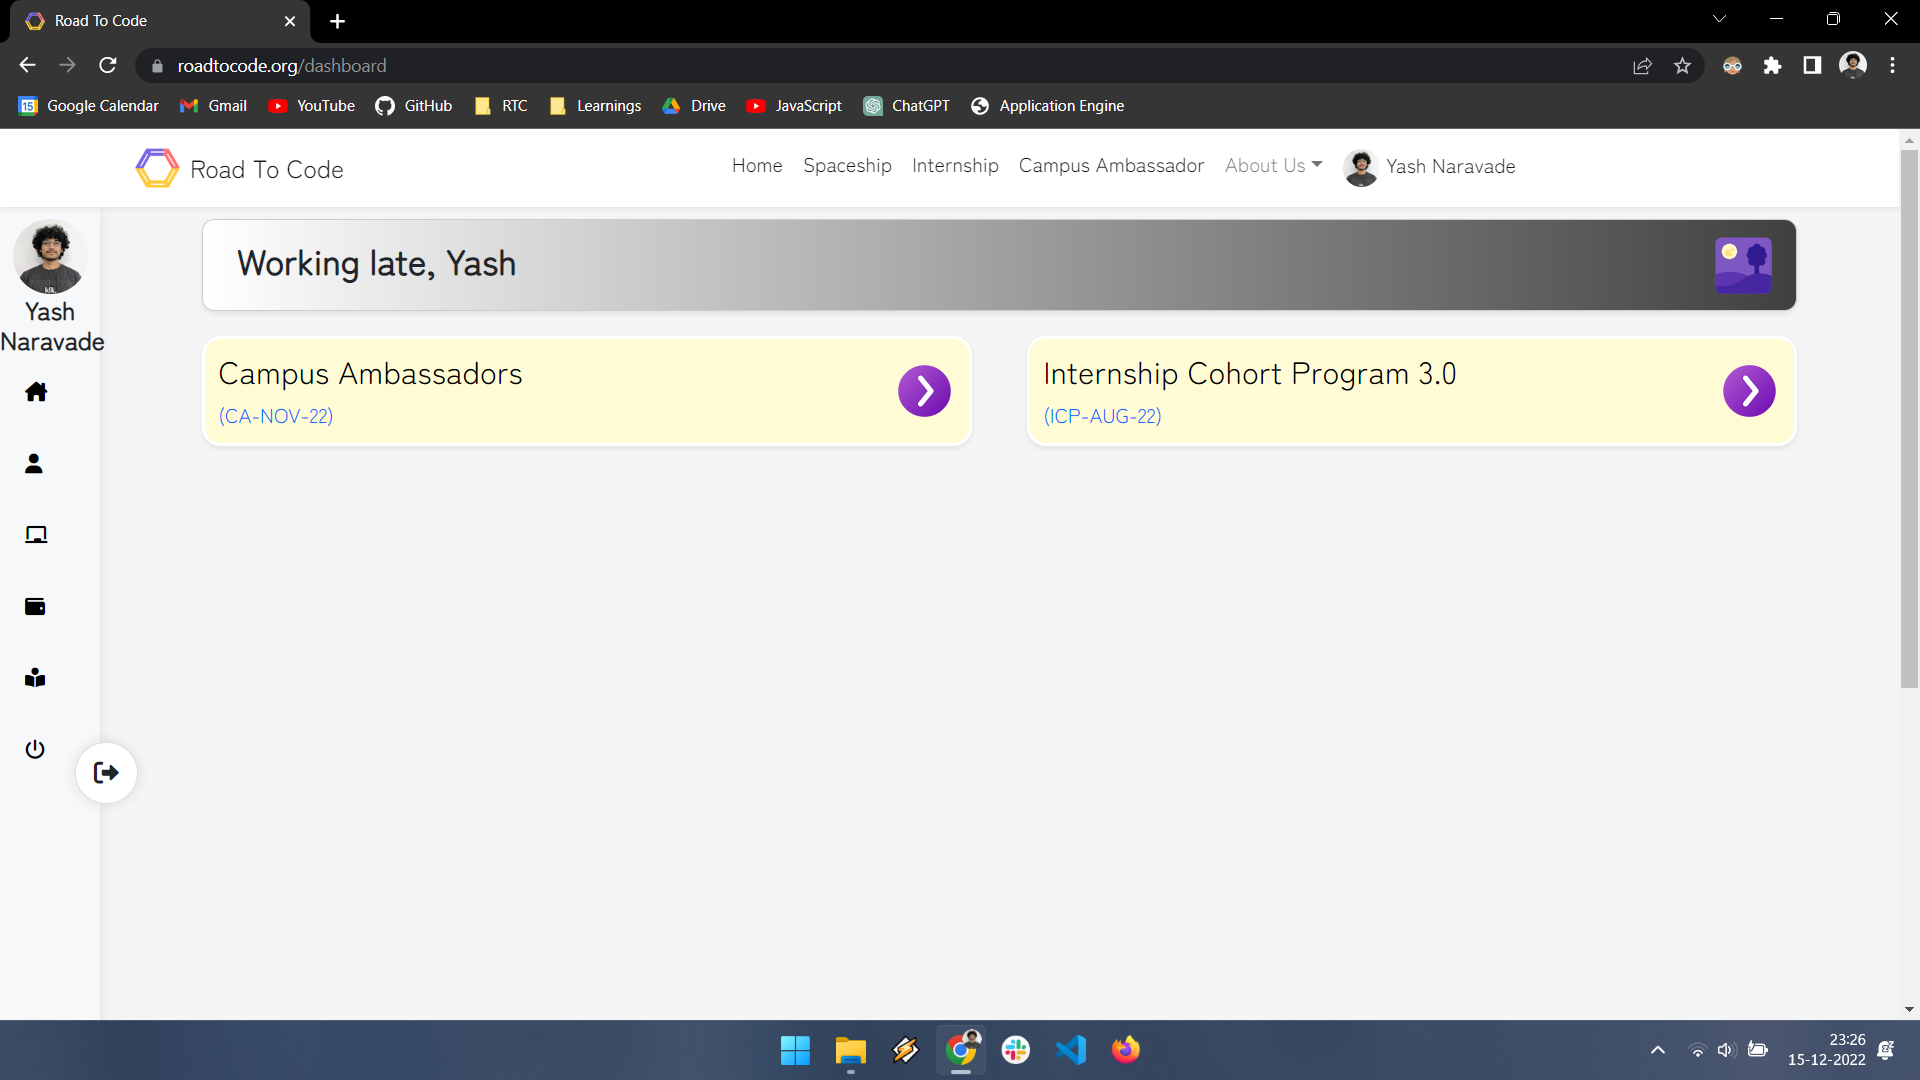 Road To Code
roadtocode.org/dashboard
15 Google Calendar Gmail YouTube GitHub RTC Learnings Drive JavaScript ChatGPT Application Engine
Road To Code
Home Spaceship Internship Campus Ambassador About Us Yash Naravade
Yash
Naravade
Working late, Yash
Campus Ambassadors
(CA-NOV-22)
Internship Cohort Program 3.0
(ICP-AUG-22)
23:26
15-12-2022